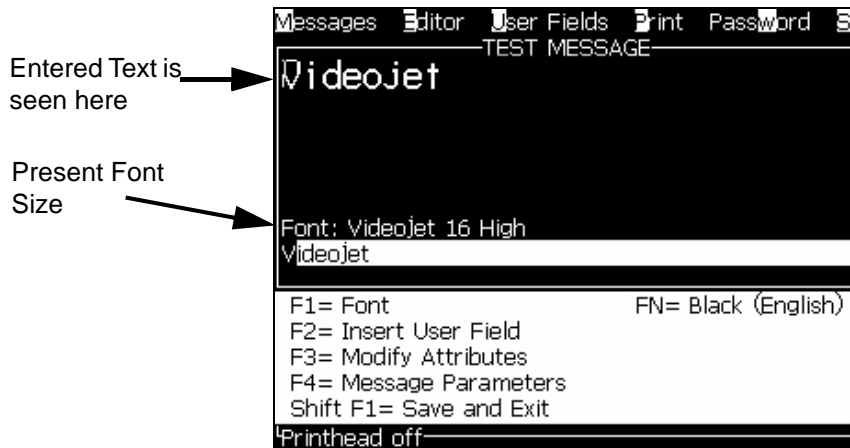 Messages Editor User Fields Print Password S
TEST MESSAGE
Entered Text is
seen here
Videojet
Present Font
Size
Font: Videojet 16 High
Videojet
F1= Font FN= Black (English)
F2= Insert User Field
F3= Modify Attributes
F4= Message Parameters
Shift F1= Save and Exit
Printhead off